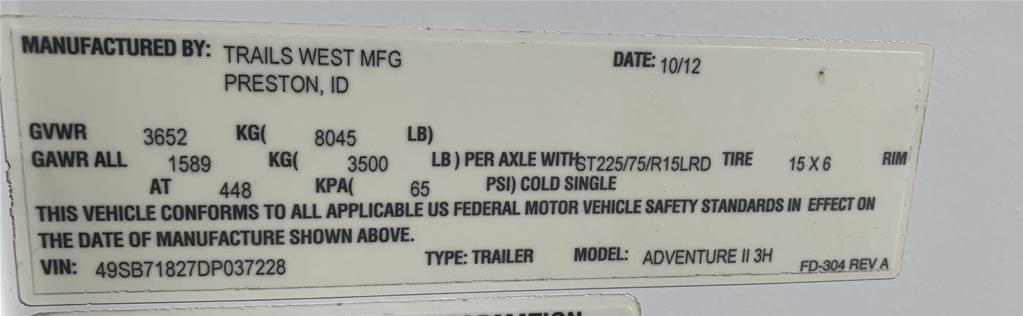 MANUFACTURED BY: TRAILS WEST MFG DATE: 10/12
PRESTON, ID
GVWR 3652 KG( 8045 LB)
GAWR ALL 1589 KG( 3500 LB ) PER AXLE WITH ST225/75/R15LRD TIRE 15 X 6 RIM
AT 448 KPA( 65 PSI) COLD SINGLE
THIS VEHICLE CONFORMS TO ALL APPLICABLE US FEDERAL MOTOR VEHICLE SAFETY STANDARDS IN EFFECT ON
THE DATE OF MANUFACTURE SHOWN ABOVE.
VIN: 49SB71827DP037228 TYPE: TRAILER MODEL: ADVENTURE II 3H FD-304 REV A